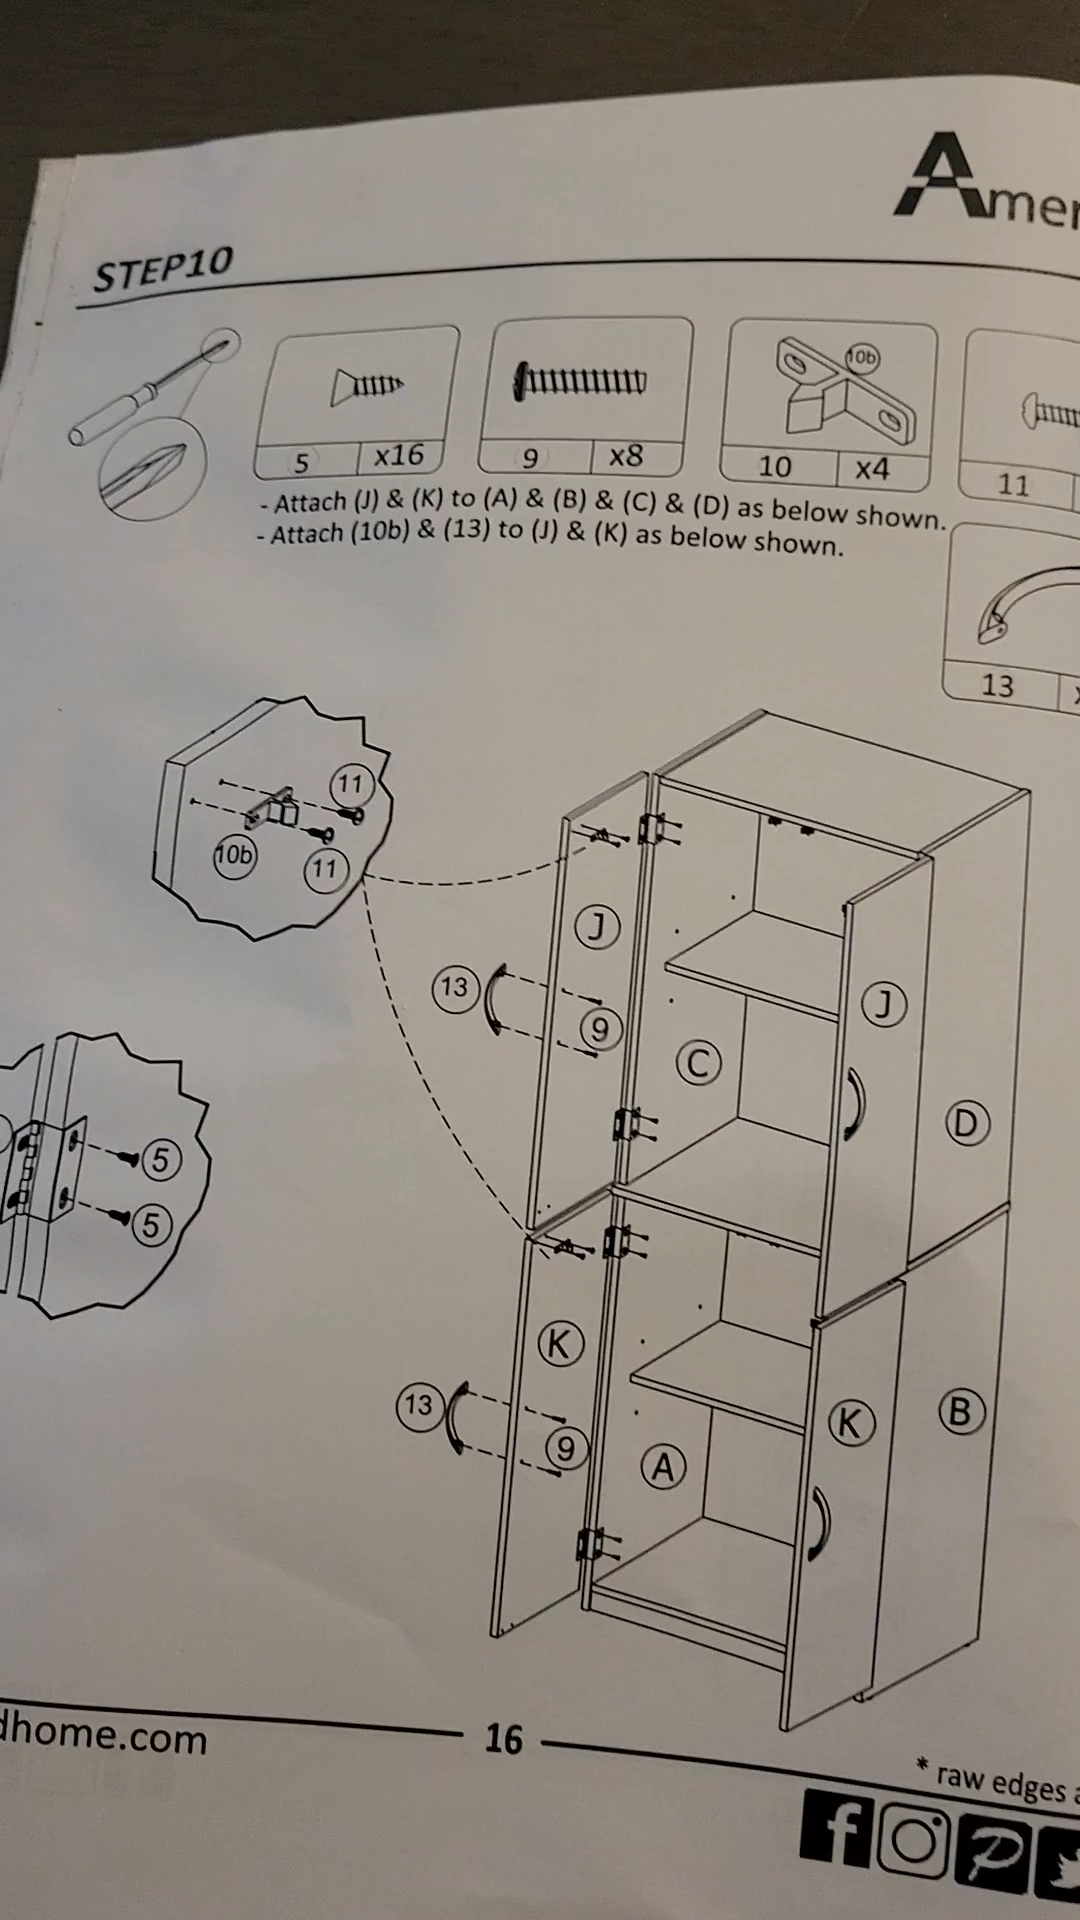 Amer
STEP10
10b
5 x16
9 x8
10 x4
11
- Attach (J) & (K) to (A) & (B) & (C) & (D) as below shown.
- Attach (10b) & (13) to (J) & (K) as below shown.
13
11
10b
11
J
13
9
J
C
D
5
5
K
13
9
K
B
A
dhome.com
16
* raw edges a